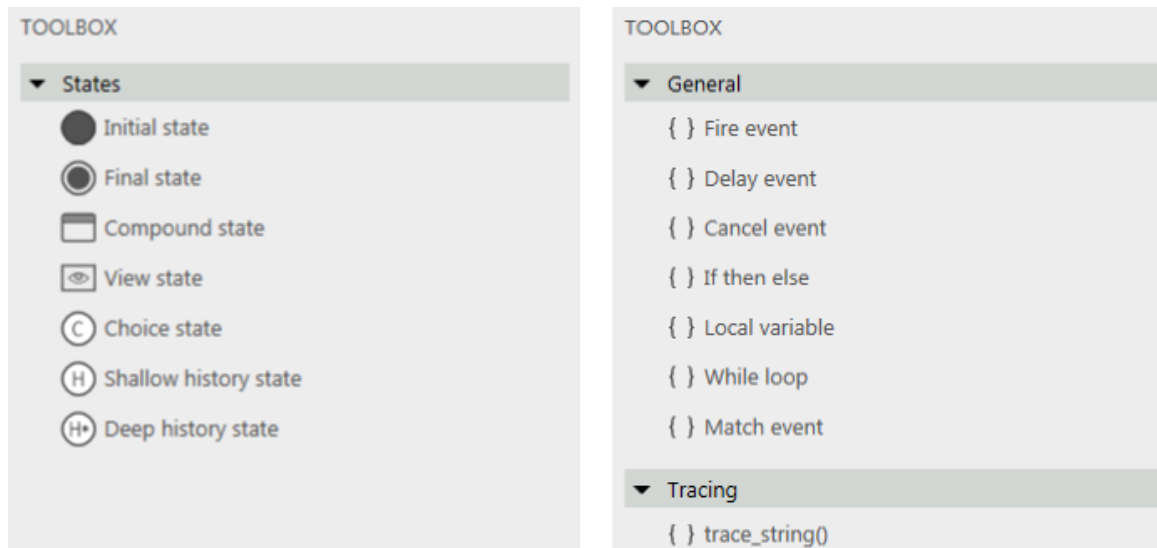 TOOLBOX
States
Initial state
Final state
Compound state
View state
C Choice state
H Shallow history state
H• Deep history state
TOOLBOX
General
{ } Fire event
{ } Delay event
{ } Cancel event
{ } If then else
{ } Local variable
{ } While loop
{ } Match event
Tracing
{ } trace_string()